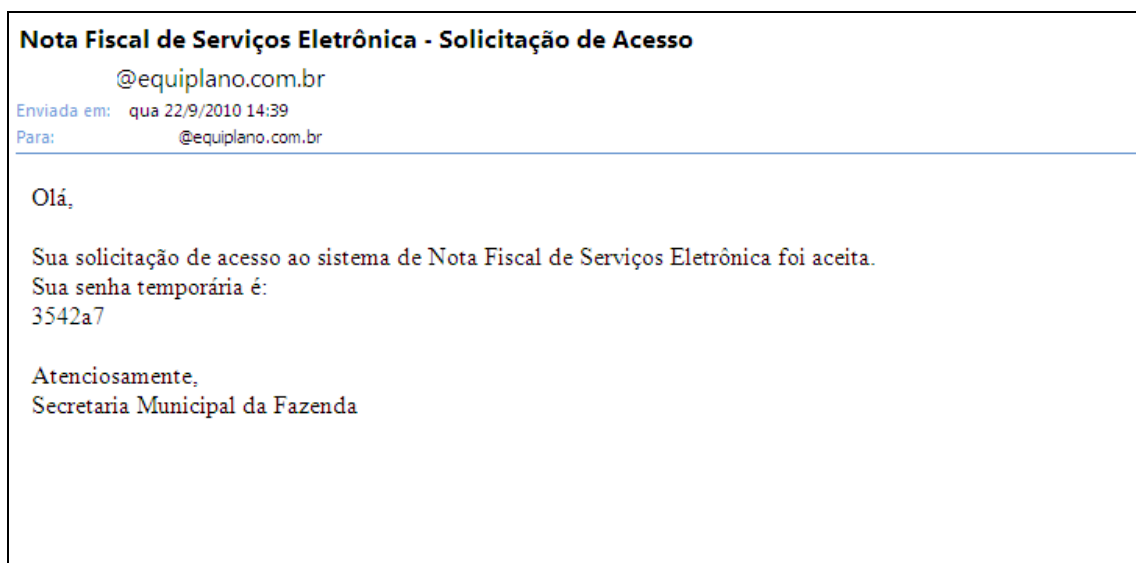 Nota Fiscal de Serviços Eletrônica - Solicitação de Acesso
@equiplano.com.br
Enviada em: qua 22/9/2010 14:39
Para: @equiplano.com.br
Olá,
Sua solicitação de acesso ao sistema de Nota Fiscal de Serviços Eletrônica foi aceita.
Sua senha temporária é:
3542a7
Atenciosamente,
Secretaria Municipal da Fazenda